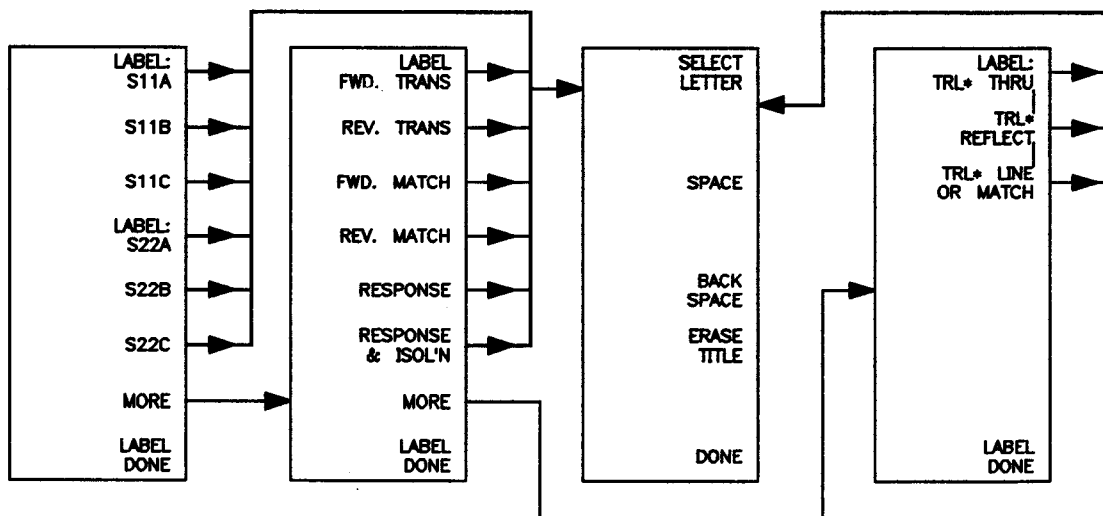 LABEL:
S11A
S11B
S11C
LABEL:
S22A
S22B
S22C
MORE
LABEL
DONE
LABEL
FWD. TRANS
REV. TRANS
FWD. MATCH
REV. MATCH
RESPONSE
RESPONSE
& ISOL'N
MORE
LABEL
DONE
SELECT
LETTER
SPACE
BACK
SPACE
ERASE
TITLE
DONE
LABEL:
TRL* THRU
TRL*
REFLECT
TRL* LINE
OR MATCH
LABEL
DONE